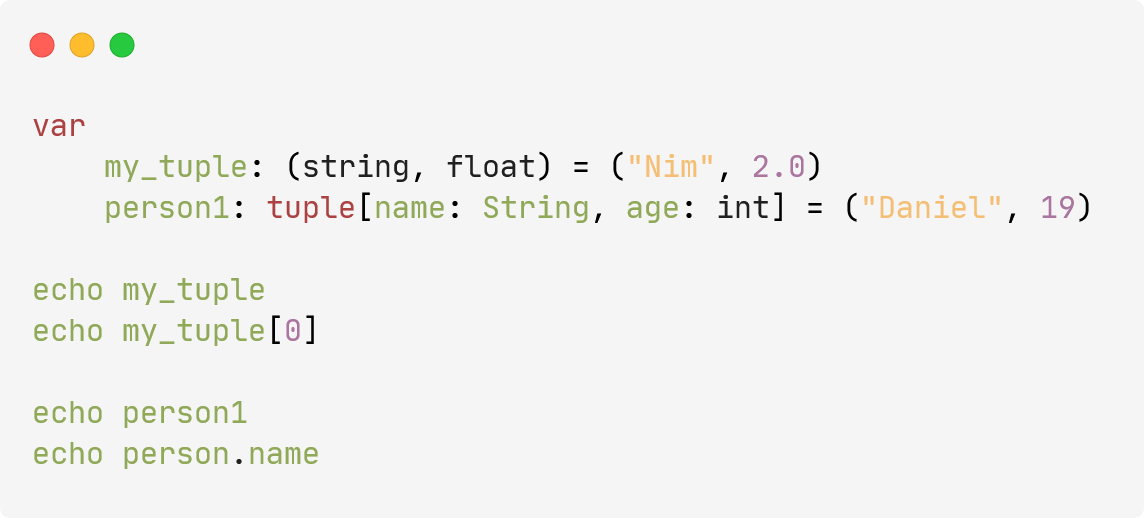 var
    my_tuple: (string, float) = ("Nim", 2.0)
    person1: tuple[name: String, age: int] = ("Daniel", 19)
echo my_tuple
echo my_tuple[0]
echo person1
echo person.name